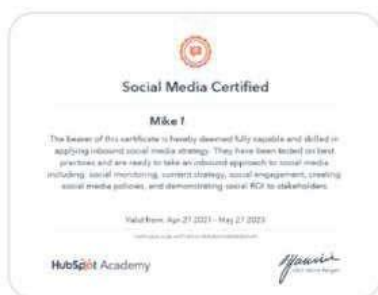 Social Media Certified
Mike f
The bearer of this certificate is hereby deemed fully capable and skilled in
applying inbound social media strategy. They have been tested on best
practices and are ready to take an inbound approach to social media
including: social monitoring, content strategy, social engagement, creating
social media policies, and demonstrating social ROI to stakeholders.
Valid from: Apr 27 2021 - May 27 2023
HubSpot Academy